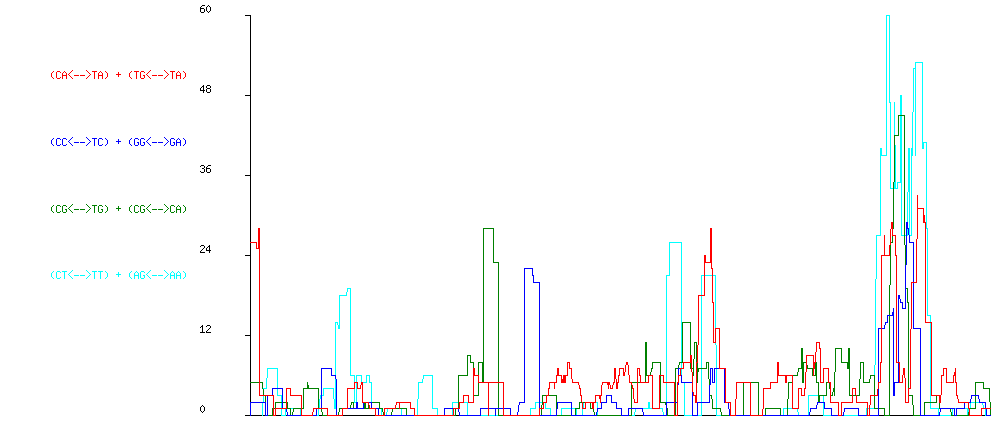 60
(CA<-->TA) + (TG<-->TA)
48
(CC<-->TC) + (GG<-->GA)
36
(CG<-->TG) + (CG<-->CA)
24
(CT<-->TT) + (AG<-->AA)
12
0